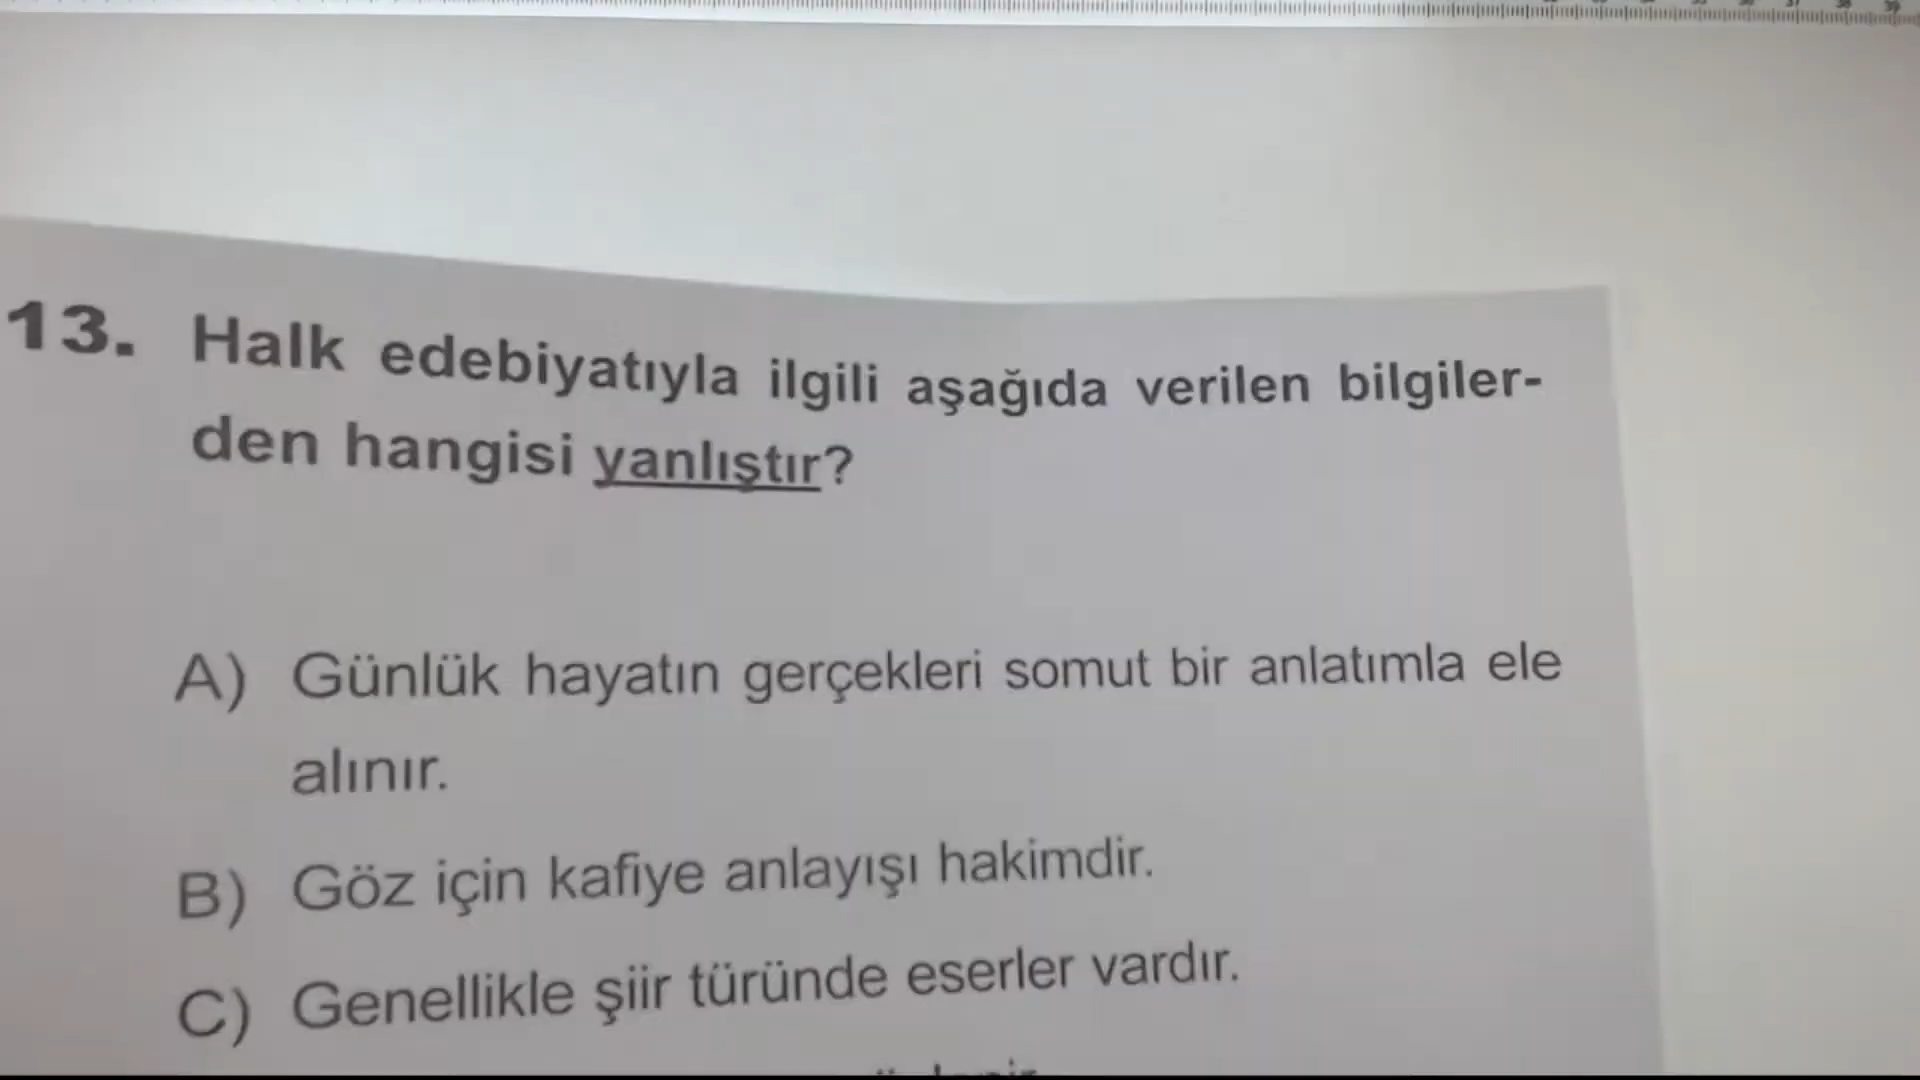 13. Halk edebiyatıyla ilgili aşağıda verilen bilgiler-
den hangisi yanlıştır?
A) Günlük hayatın gerçekleri somut bir anlatımla ele
alınır.
B) Göz için kafiye anlayışı hakimdir.
C) Genellikle şiir türünde eserler vardır.